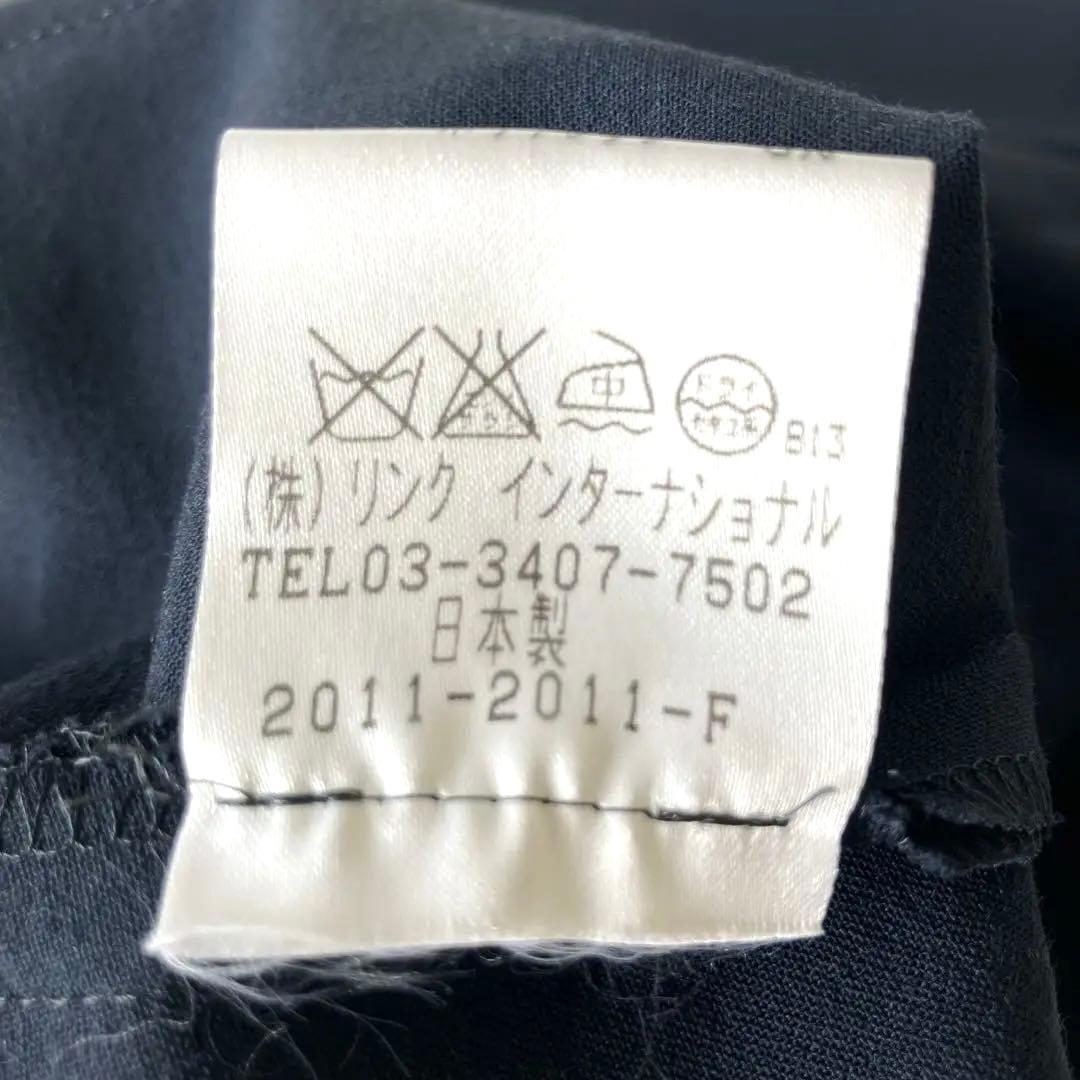 中 ドライ
セキユ系 B13
(株)リンク インターナショナル
TEL03-3407-7502
日本製
2011-2011-F